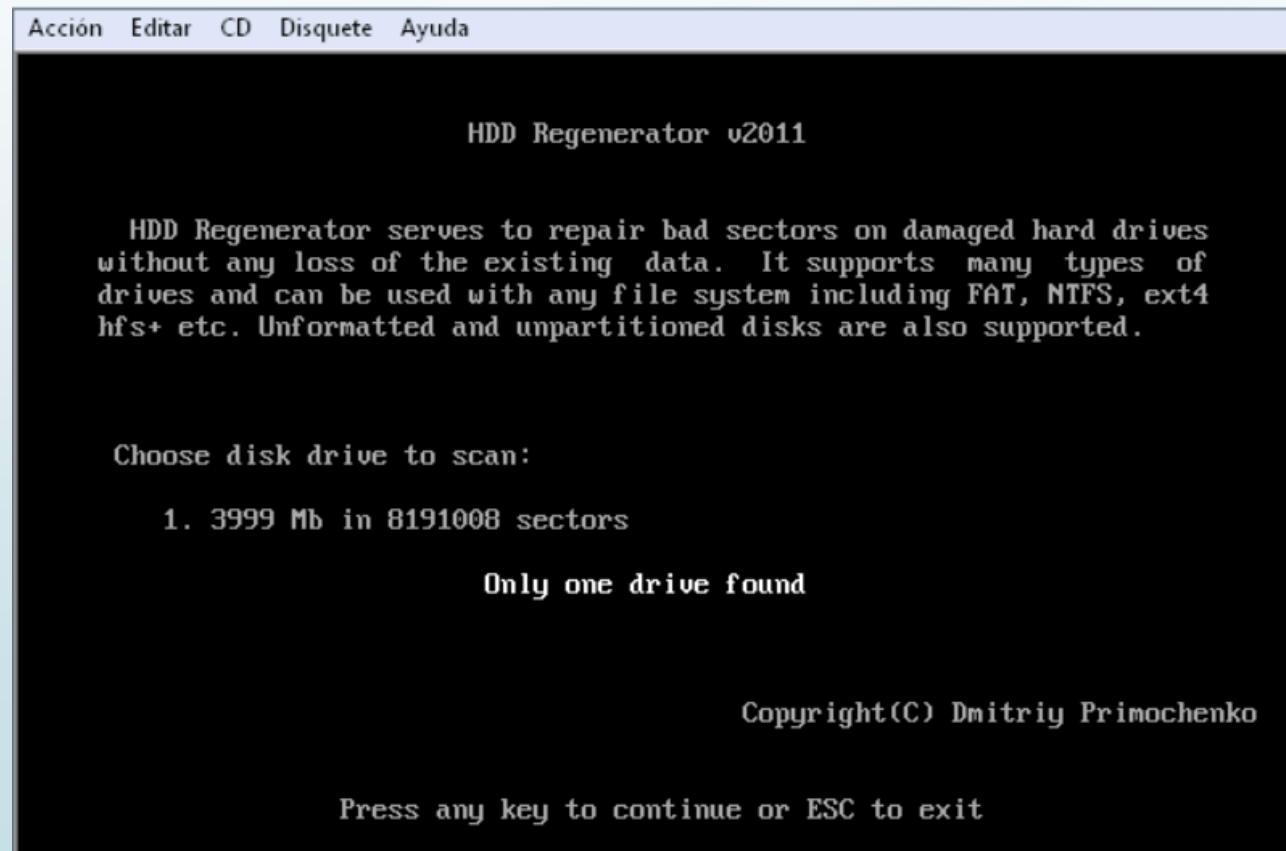 Acción Editar CD Disquete Ayuda
HDD Regenerator v2011
HDD Regenerator serves to repair bad sectors on damaged hard drives
without any loss of the existing data. It supports many types of
drives and can be used with any file system including FAT, NTFS, ext4
hfs+ etc. Unformatted and unpartitioned disks are also supported.
Choose disk drive to scan:
1. 3999 Mb in 8191008 sectors
Only one drive found
Copyright(C) Dmitriy Primochenko
Press any key to continue or ESC to exit